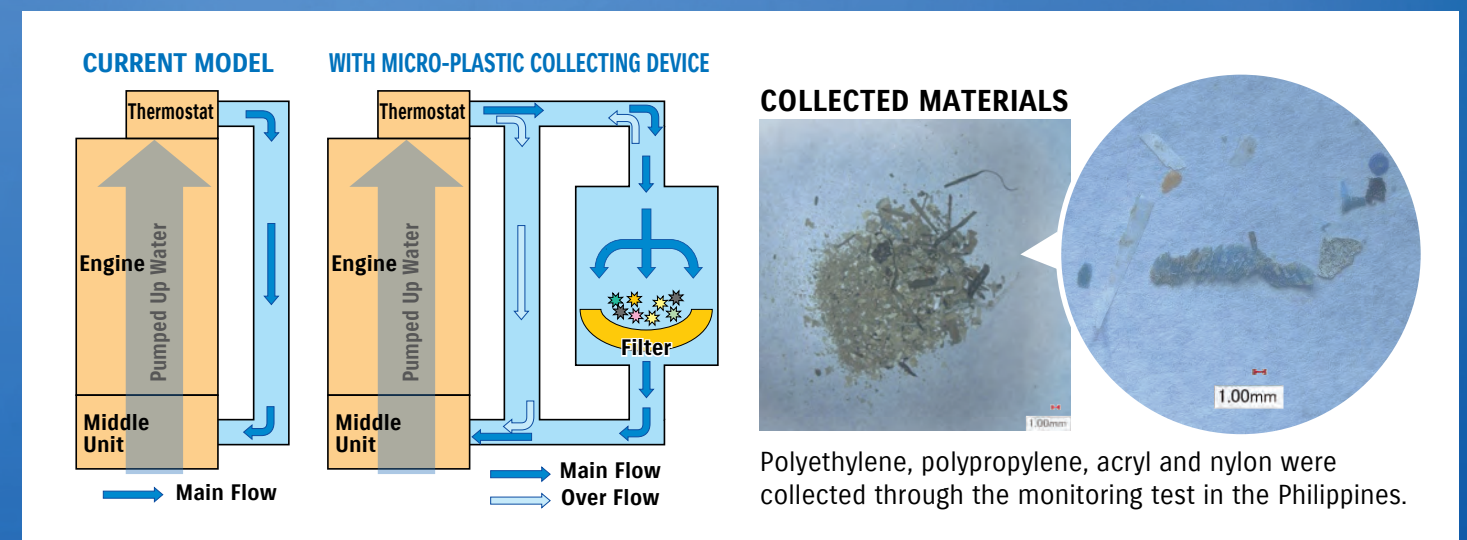 CURRENT MODEL
Thermostat
Engine
Pumped Up Water
Middle
Unit
Main Flow
WITH MICRO-PLASTIC COLLECTING DEVICE
Thermostat
Engine
Pumped Up Water
Filter
Middle
Unit
Main Flow
Over Flow
COLLECTED MATERIALS
1.00mm
1.00mm
Polyethylene, polypropylene, acryl and nylon were
collected through the monitoring test in the Philippines.